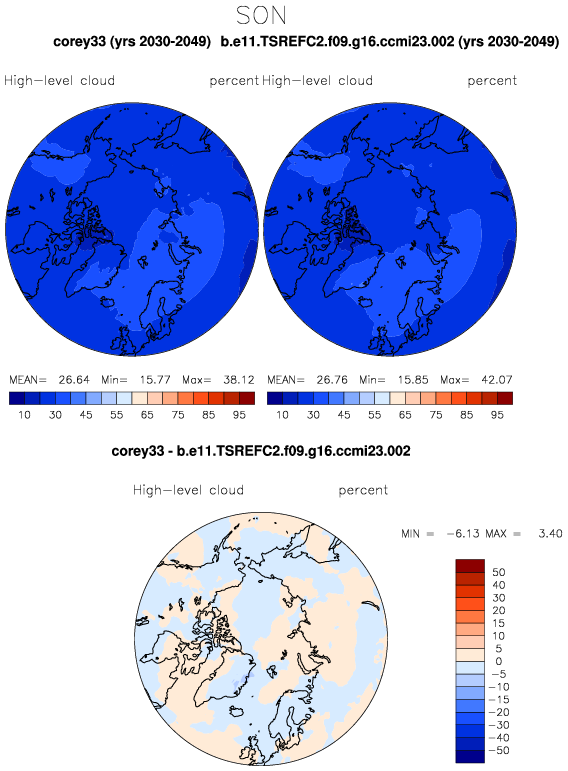 SON
corey33 (yrs 2030-2049) b.e11.TSREFC2.f09.g16.ccmi23.002 (yrs 2030-2049)
High-level cloud percent High-level cloud percent
MEAN= 26.64 Min= 15.77 Max= 38.12 MEAN= 26.76 Min= 15.85 Max= 42.07
10 30 45 55 65 75 85 95 10 30 45 55 65 75 85 95
corey33 - b.e11.TSREFC2.f09.g16.ccmi23.002
High-level cloud percent
MIN = -6.13 MAX = 3.40
50
40
30
20
15
10
5
0
-5
-10
-15
-20
-30
-40
-50